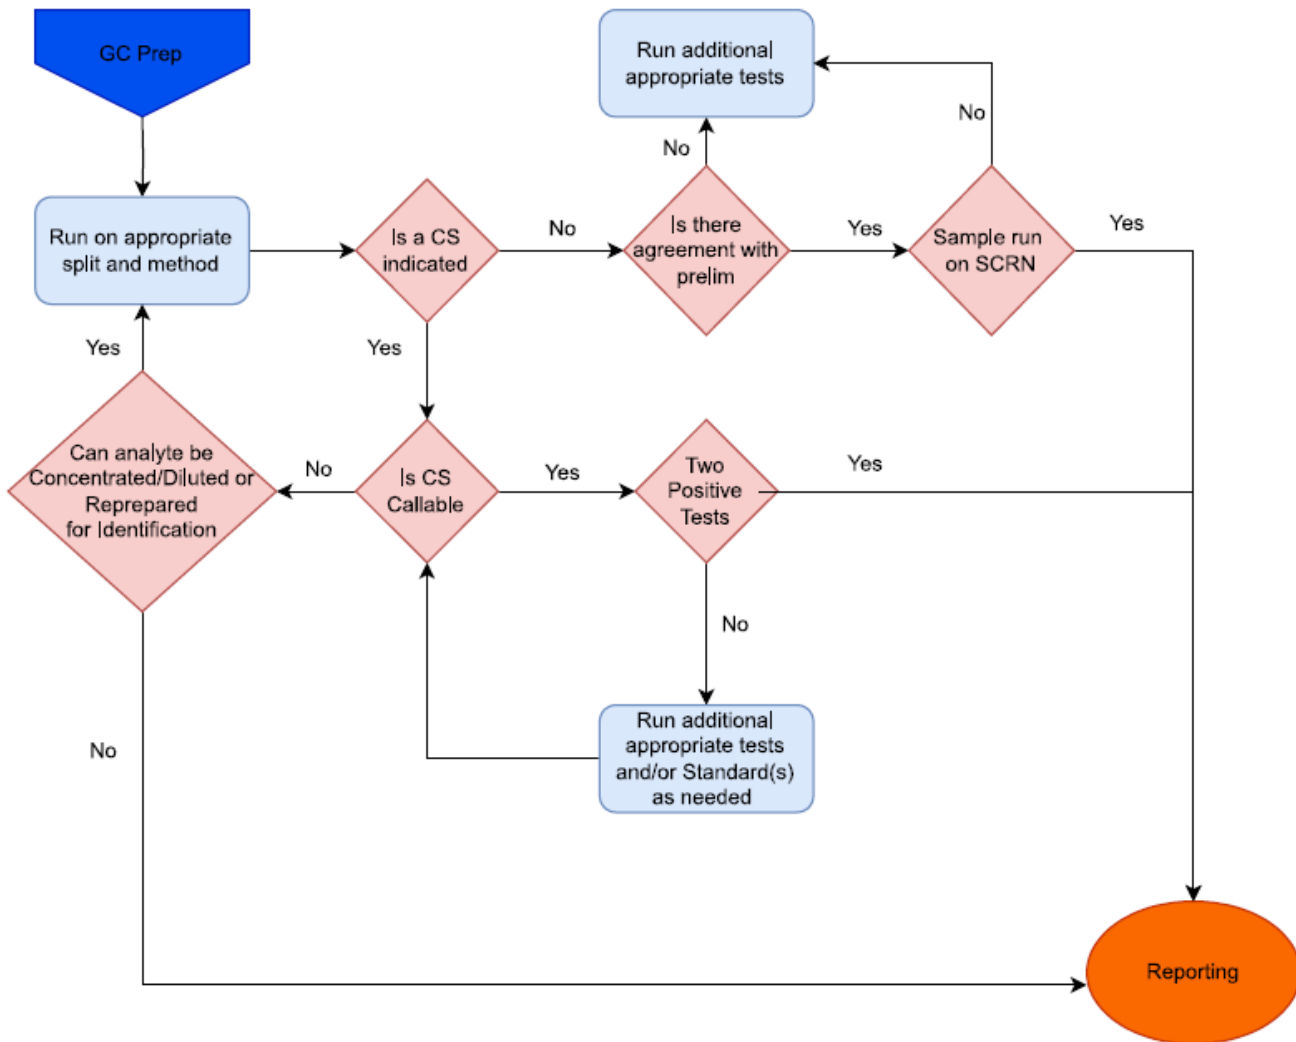 GC Prep
Run additional
appropriate tests
No
No
Run on appropriate
split and method
Is a CS
indicated
No
Is there
agreement with
prelim
Yes
Sample run
on SCRN
Yes
Yes
Yes
Can analyte be
Concentrated/Diluted or
Reprepared
for Identification
No
Is CS
Callable
Yes
Two
Positive
Tests
Yes
No
No
Run additional
appropriate tests
and/or Standard(s)
as needed
Reporting